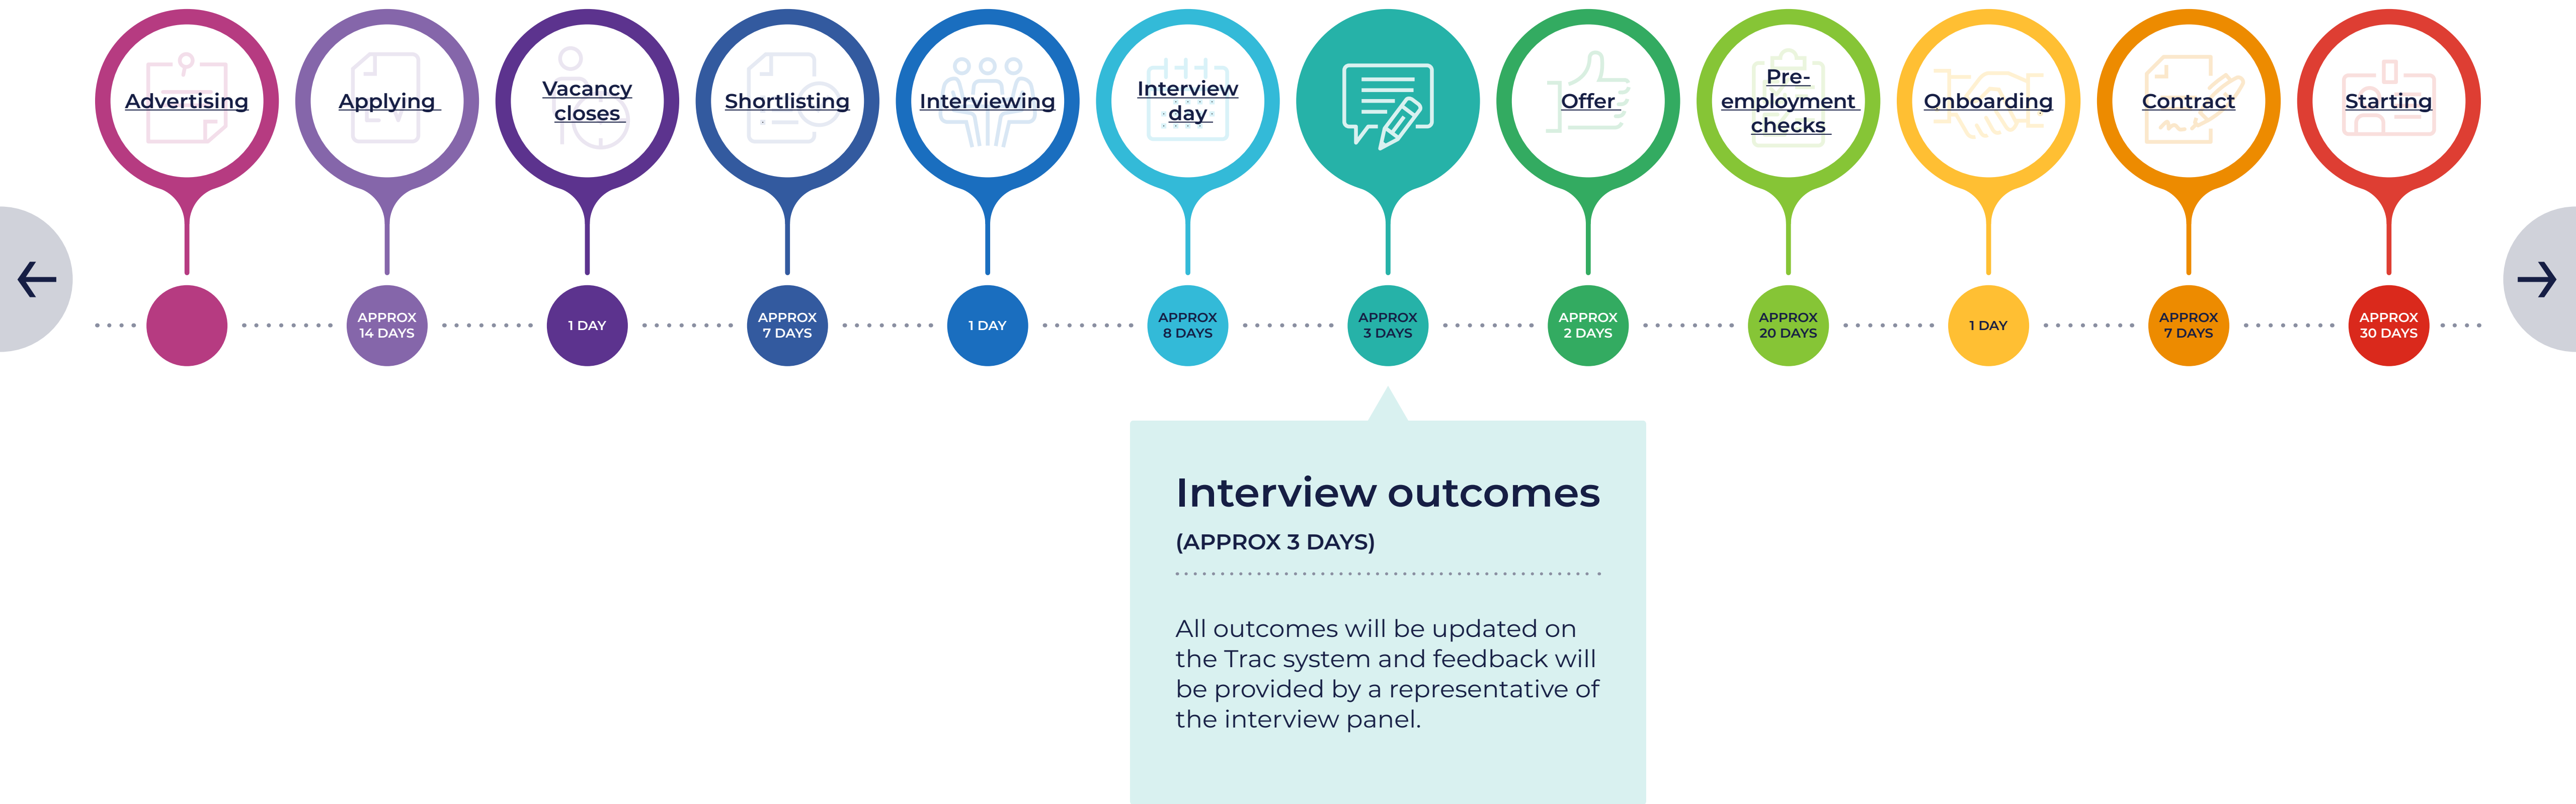 Advertising
Applying
Vacancy
closes
Shortlisting
Interviewing
Interview
day
Offer
Pre-
employment
checks
Onboarding
Contract
Starting
APPROX
14 DAYS
1 DAY
APPROX
7 DAYS
1 DAY
APPROX
8 DAYS
APPROX
3 DAYS
APPROX
2 DAYS
APPROX
20 DAYS
1 DAY
APPROX
7 DAYS
APPROX
30 DAYS
Interview outcomes
(APPROX 3 DAYS)
All outcomes will be updated on
the Trac system and feedback will
be provided by a representative of
the interview panel.